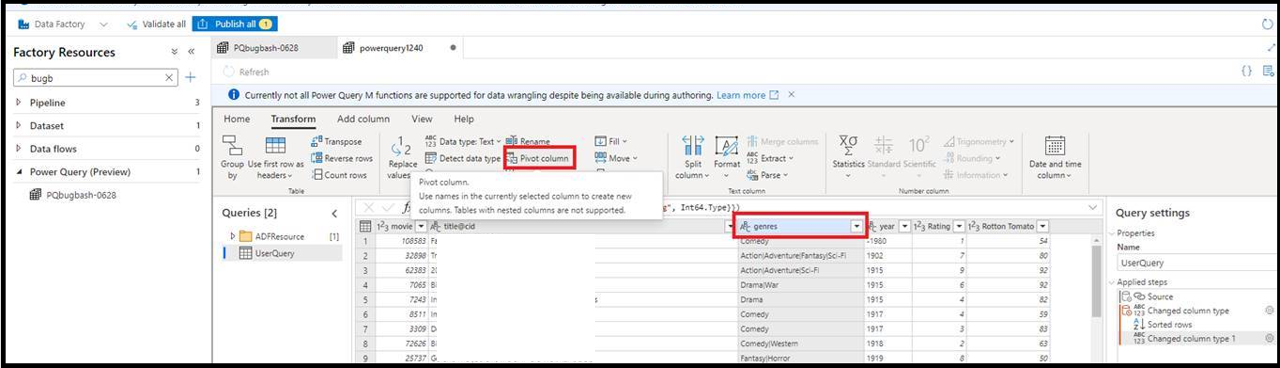 Data Factory
Validate all
Publish all 1
Factory Resources
bugb
Pipeline 3
Dataset 1
Data flows 0
Power Query (Preview) 1
PQbugbash-0628
PQbugbash-0628
powerquery1240
Refresh
Currently not all Power Query M functions are supported for data wrangling despite being available during authoring. Learn more
Home Transform Add column View Help
Group by
Use first row as headers
Transpose
Reverse rows
Count rows
Table
Replace values
Data type: Text
Detect data type
Rename
Pivot column
Fill
Move
Split column
Format
Merge columns
Extract
Parse
Text column
Statistics
Standard
Scientific
Trigonometry
Rounding
Information
Number column
Date and time column
Pivot column.
Use names in the currently selected column to create new
columns. Tables with nested columns are not supported.
Queries [2]
ADFResource [1]
UserQuery
", Int64.Type}})
movie title@cid genres year Rating Rotton Tomato
1 108583 Comedy -1980 1 54
2 32898 Action|Adventure|Fantasy|Sci-Fi 1902 7 80
3 62383 Action|Adventure|Sci-Fi 1915 9 92
4 7065 Drama|War 1915 6 92
5 7243 Drama 1915 4 82
6 8511 Comedy 1917 4 59
7 3309 Comedy 1917 3 83
8 72626 Comedy|Western 1918 2 63
9 25737 Fantasy|Horror 1919 8 50
Query settings
Properties
Name
UserQuery
Applied steps
Source
Changed column type
Sorted rows
Changed column type 1